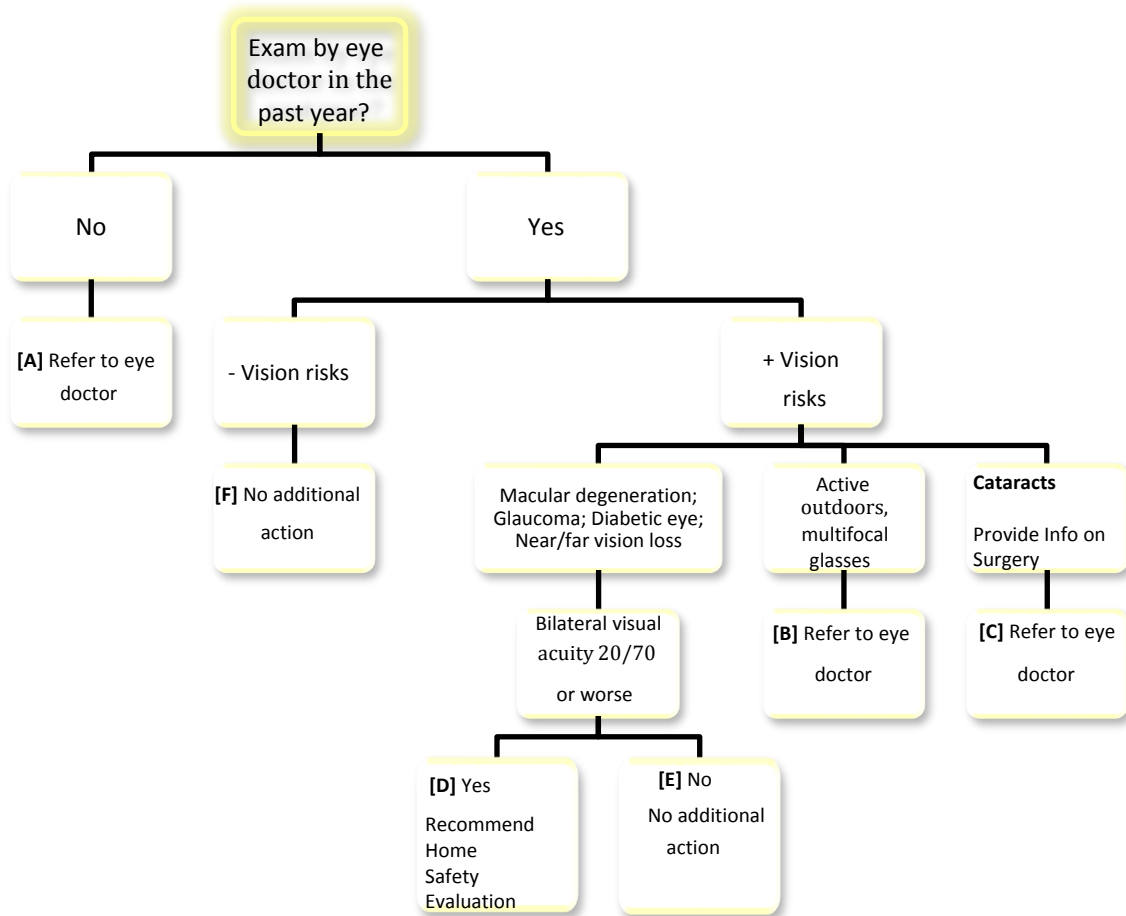 Exam by eye
doctor in the
past year?
No
Yes
[A] Refer to eye
doctor
- Vision risks
+ Vision
risks
[F] No additional
action
Macular degeneration;
Glaucoma; Diabetic eye;
Near/far vision loss
Active
outdoors,
multifocal
glasses
Cataracts
Provide Info on
Surgery
Bilateral visual
acuity 20/70
or worse
[B] Refer to eye
doctor
[C] Refer to eye
doctor
[D] Yes
Recommend
Home
Safety
Evaluation
[E] No
No additional
action